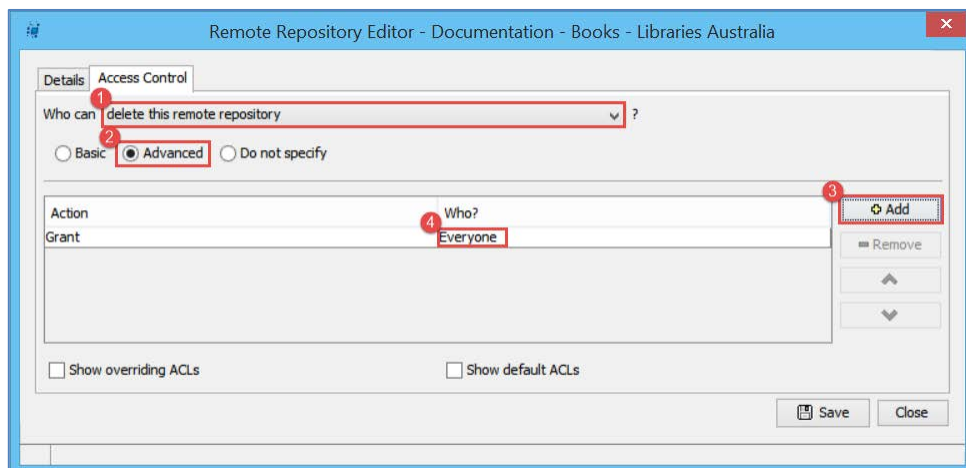 Remote Repository Editor - Documentation - Books - Libraries Australia
Details Access Control
1
Who can delete this remote repository ?
2
Basic Advanced Do not specify
3
Action Who? Add
4
Grant Everyone
Remove
Show overriding ACLs Show default ACLs
Save Close